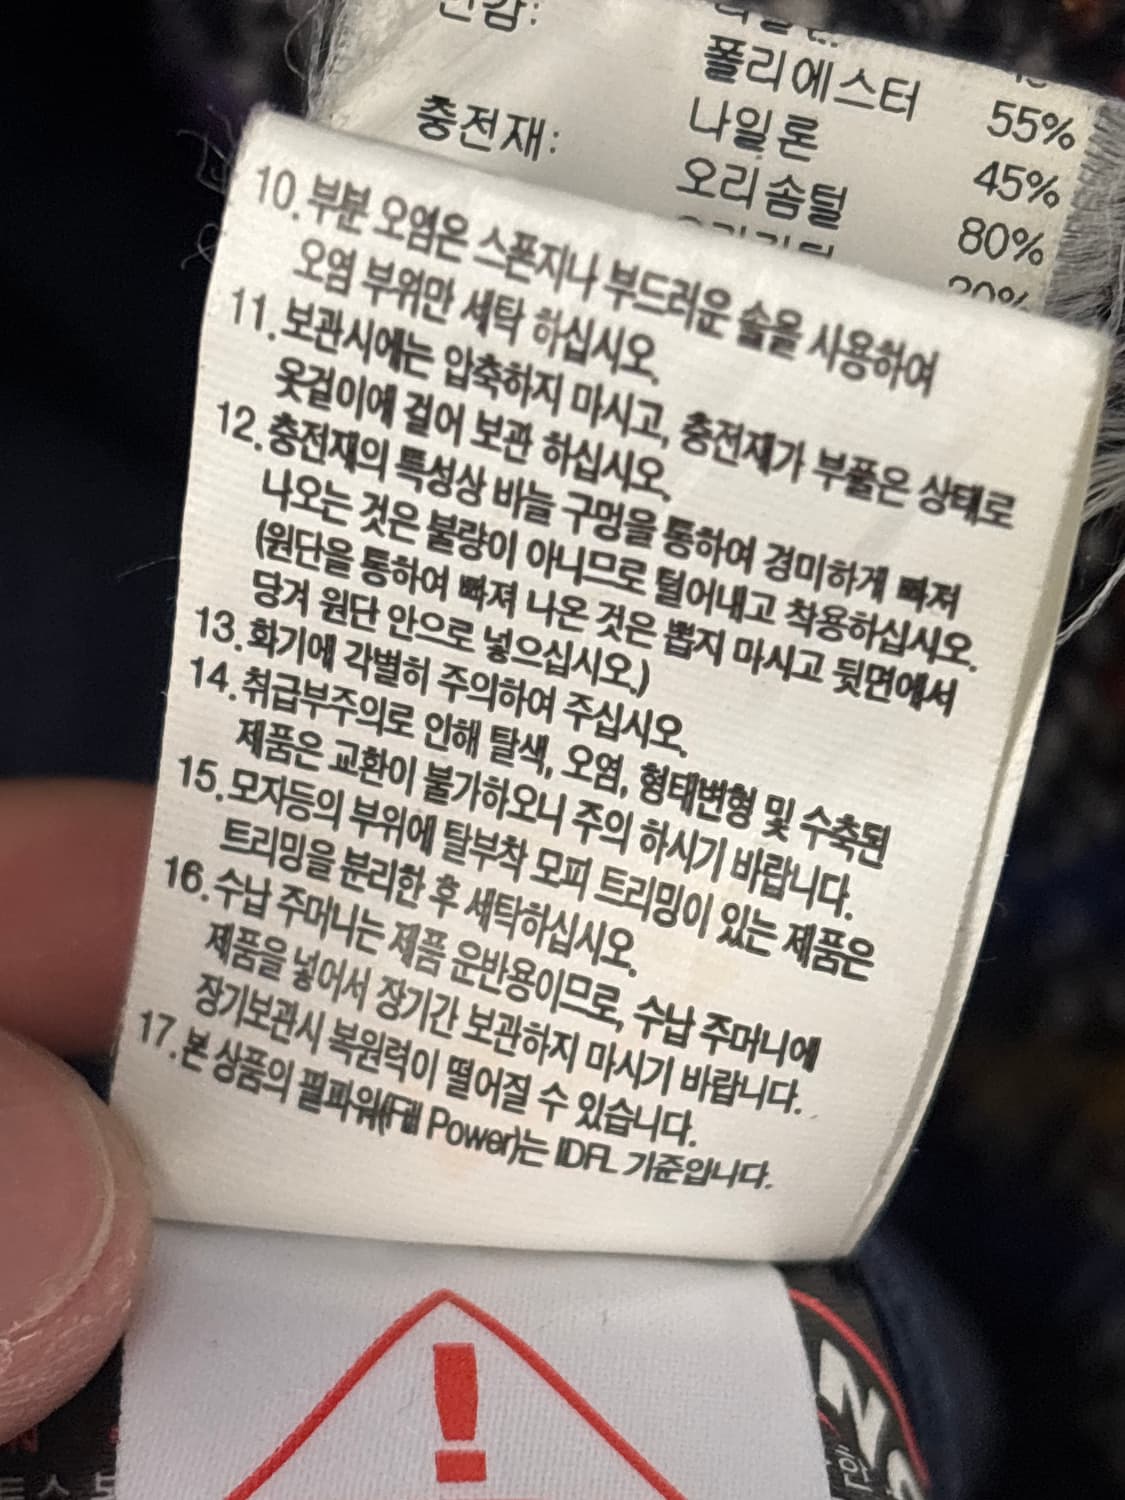 폴리에스터 55%
나일론 45%
충전재: 오리솜털 80%
20%
10. 부분 오염은 스폰지나 부드러운 솔을 사용하여
오염 부위만 세탁 하십시오.
11. 보관시에는 압축하지 마시고, 충전재가 부풀은 상태로
옷걸이에 걸어 보관 하십시오.
12. 충전재의 특성상 바늘 구멍을 통하여 경미하게 빠져
나오는 것은 불량이 아니므로 털어내고 착용하십시오.
(원단을 통하여 빠져 나온 것은 뽑지 마시고 뒷면에서
당겨 원단 안으로 넣으십시오.)
13. 화기에 각별히 주의하여 주십시오.
14. 취급부주의로 인해 탈색, 오염, 형태변형 및 수축된
제품은 교환이 불가하오니 주의 하시기 바랍니다.
15. 모자등의 부위에 탈부착 모피 트리밍이 있는 제품은
트리밍을 분리한 후 세탁하십시오.
16. 수납 주머니는 제품 운반용이므로, 수납 주머니에
제품을 넣어서 장기간 보관하지 마시기 바랍니다.
장기보관시 복원력이 떨어질 수 있습니다.
17. 본 상품의 필파워(Fill Power)는 IDFL 기준입니다.
!